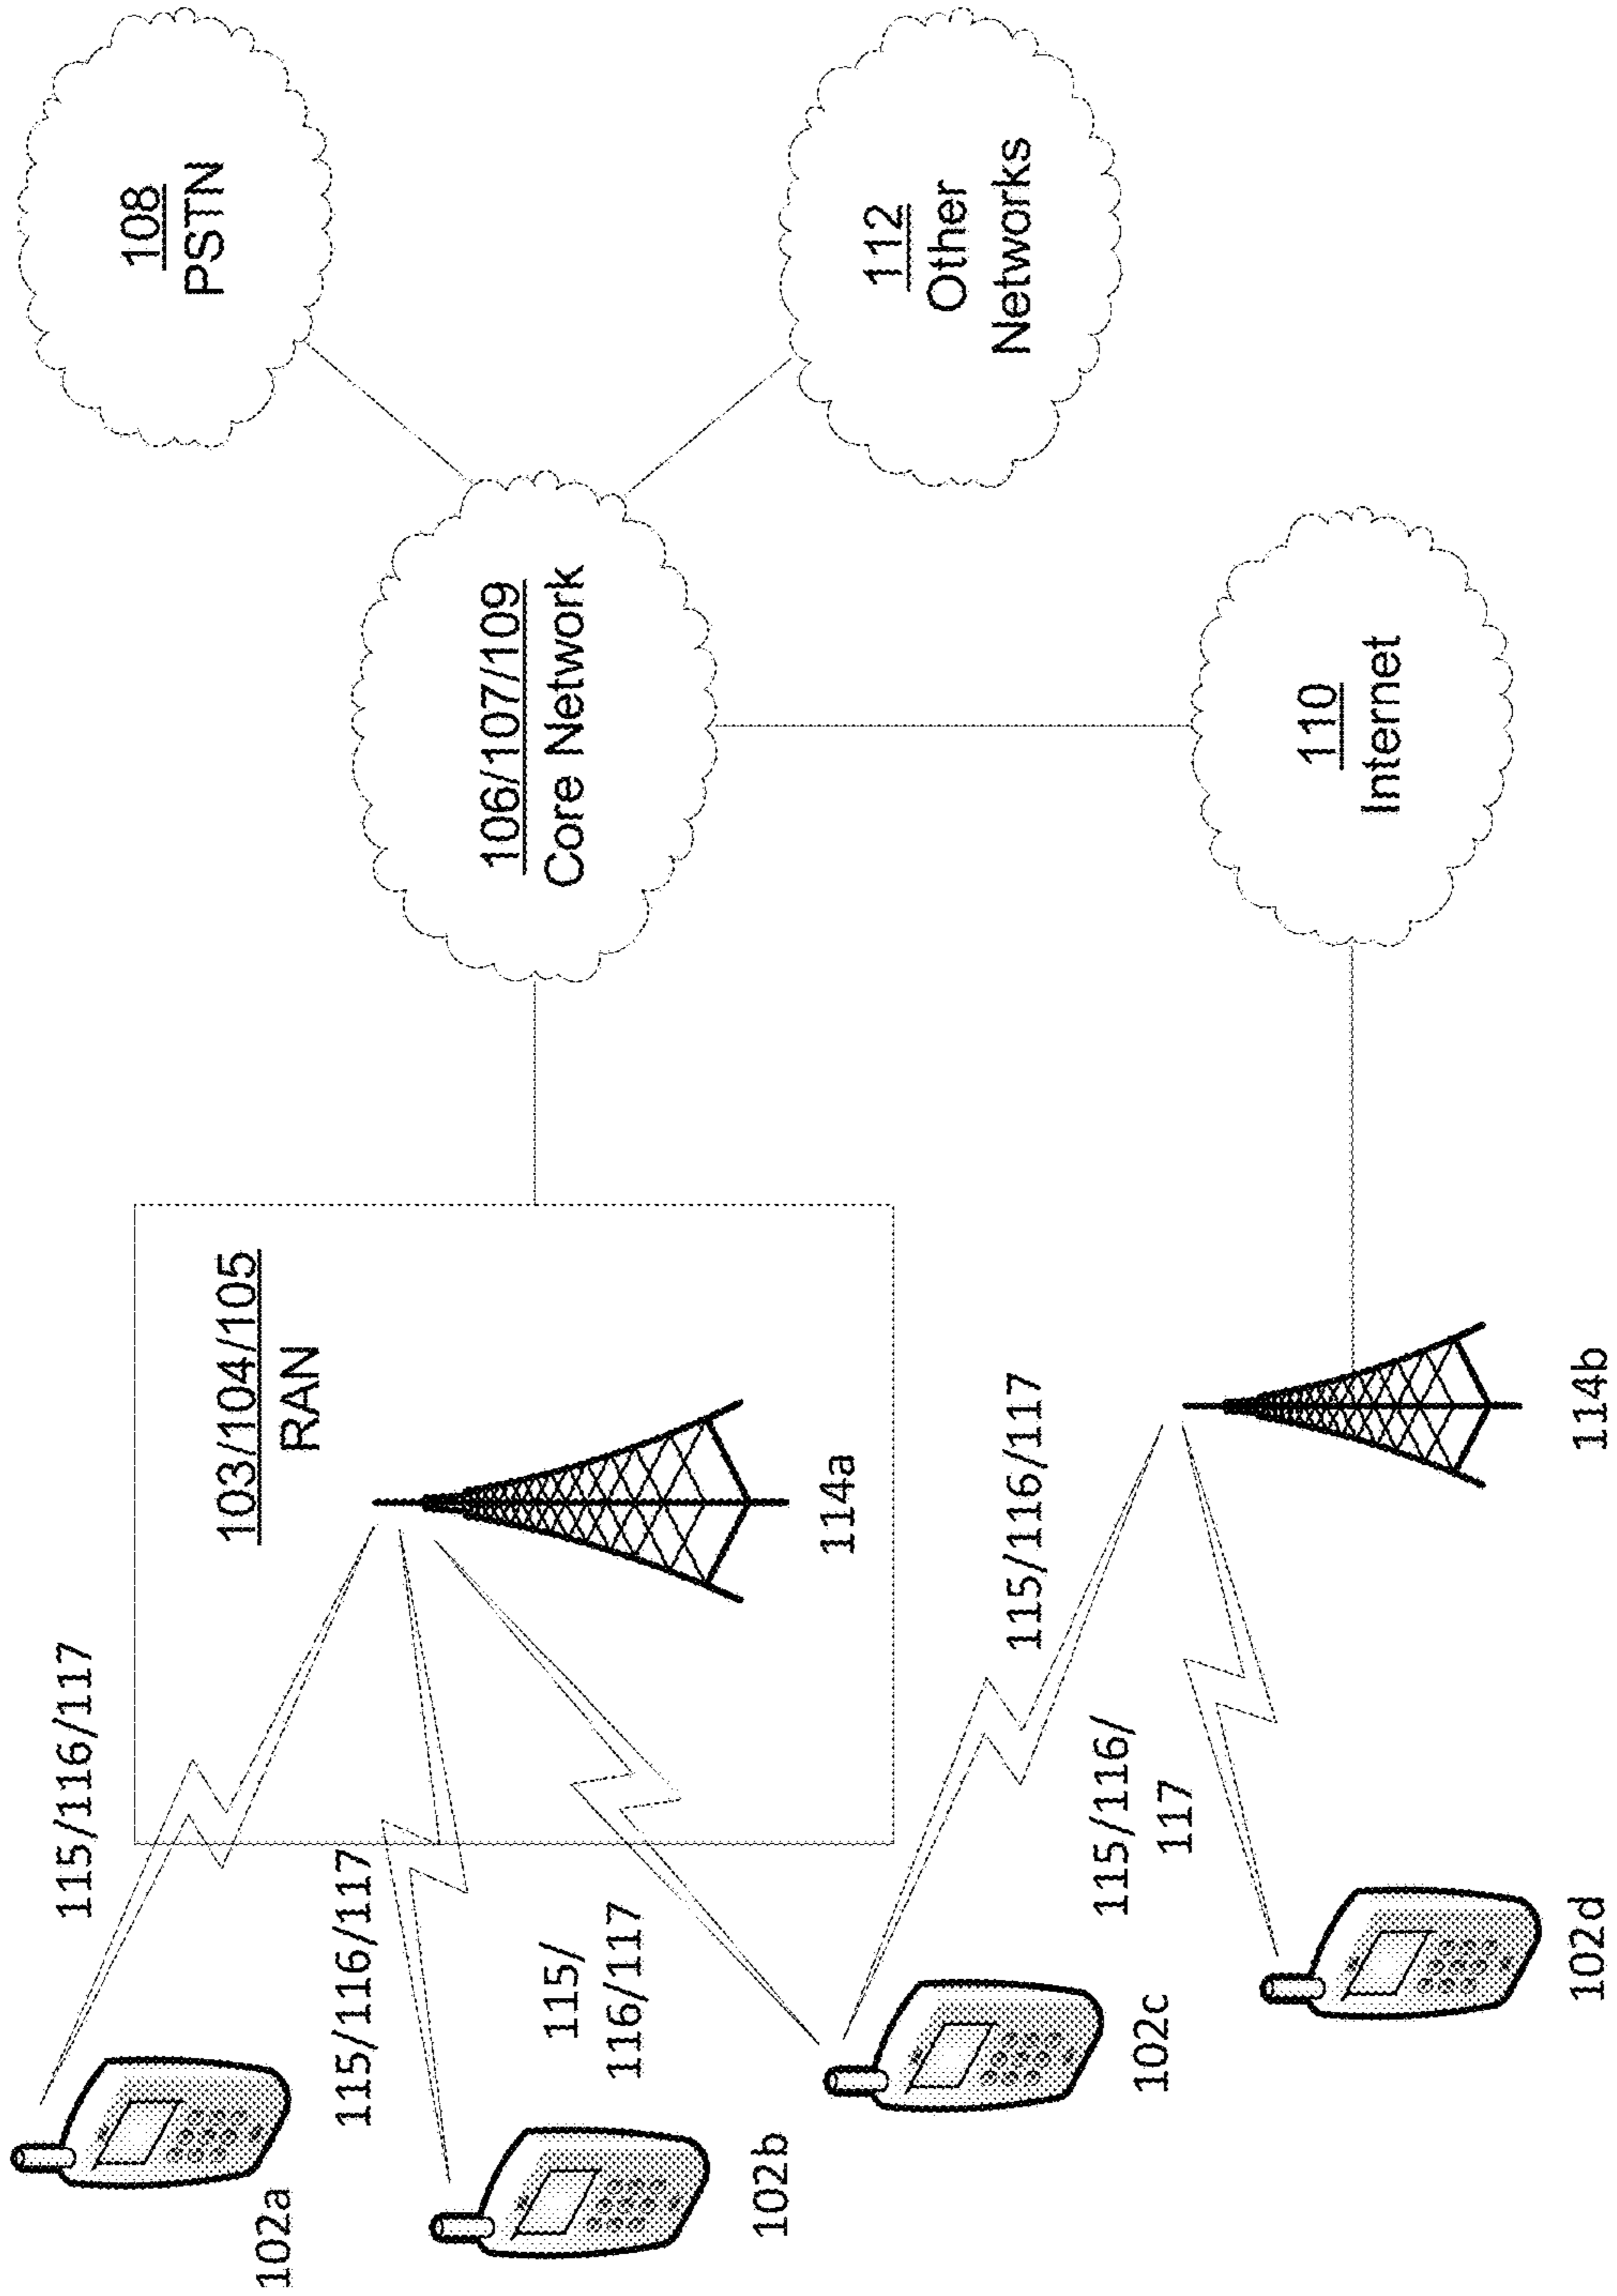 115/116/117
102a
103/104/105
RAN
115/116/117
115/
116/117
102b
114a
106/107/109
Core Network
108
PSTN
112
Other
Networks
102c
115/116/117
115/116/
117
102d
114b
110
Internet